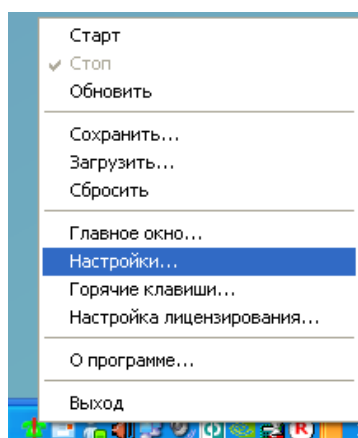 Старт
Стоп
Обновить
Сохранить...
Загрузить...
Сбросить
Главное окно...
Настройки...
Горячие клавиши...
Настройка лицензирования...
О программе...
Выход
R